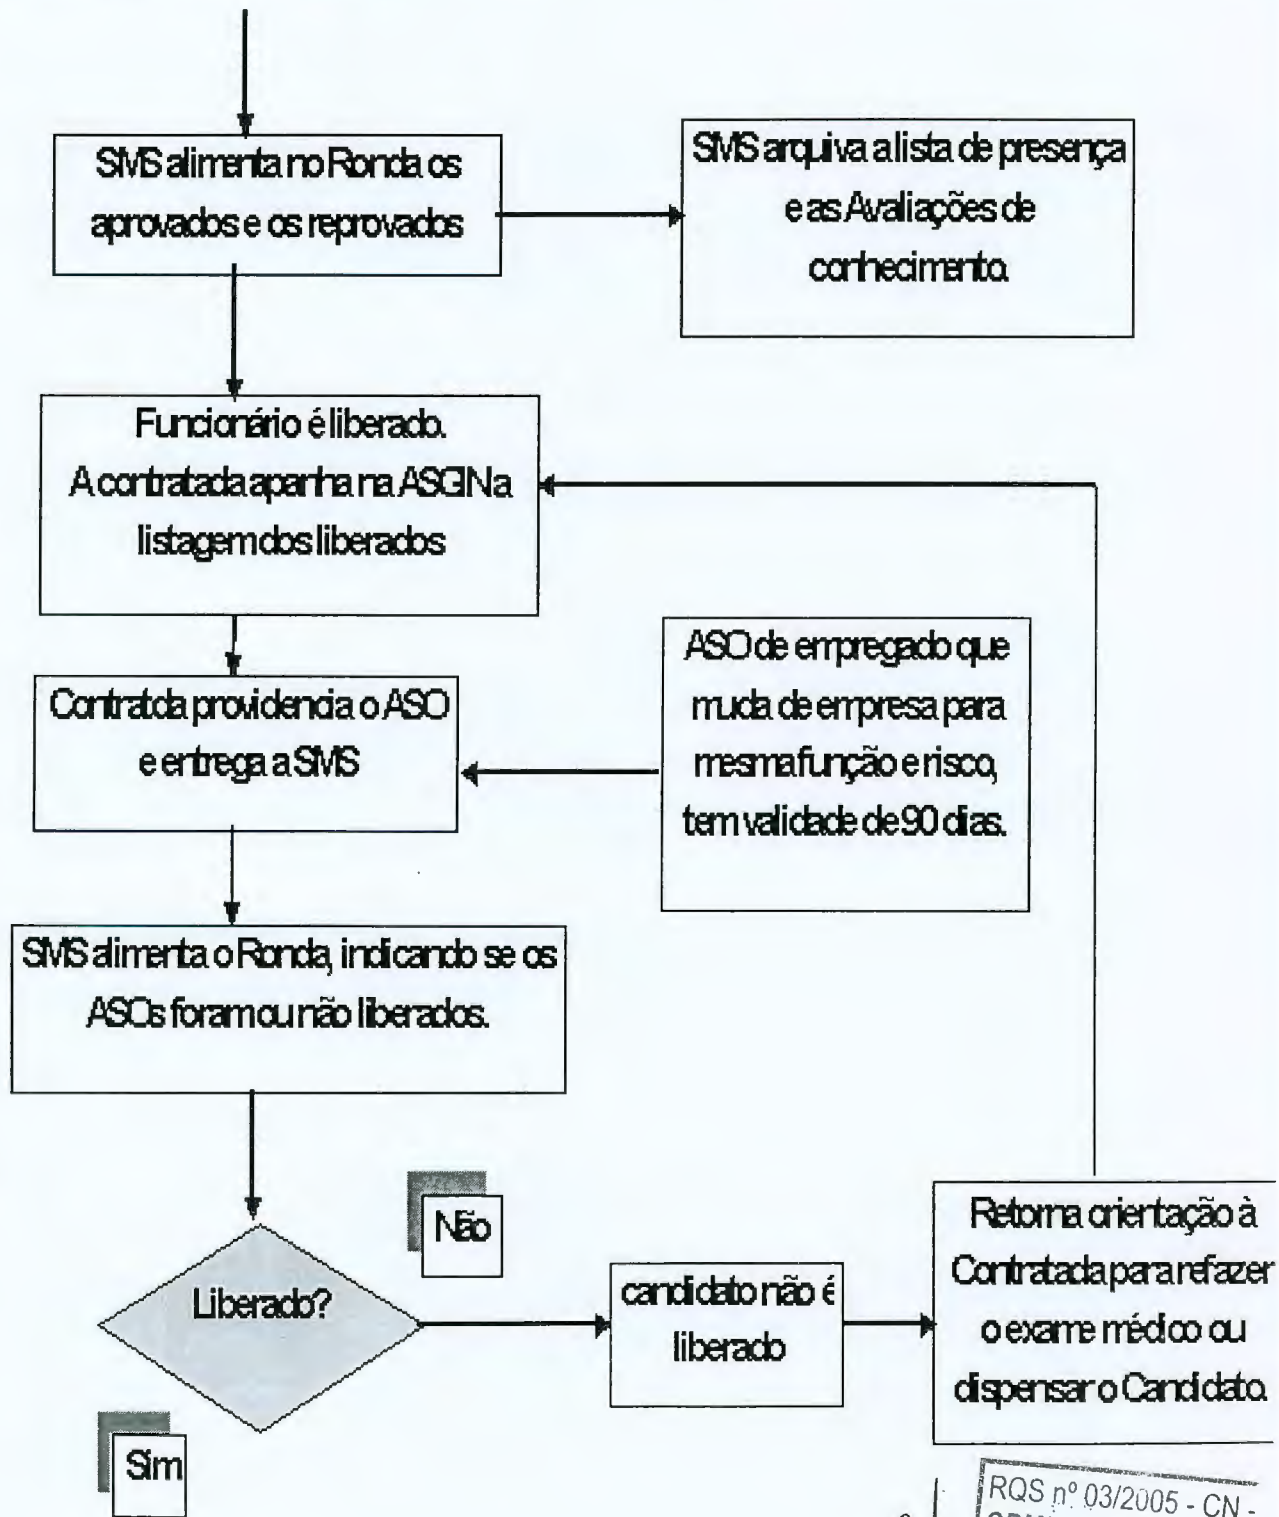 SMS alimenta no Ronda os
aprovados e os reprovados
SMS arquiva a lista de presença
e as Avaliações de
conhecimento.
Funcionário é liberado.
A contratada apanha na ASGIN a
listagem dos liberados
Contratda providencia o ASO
e entrega a SMS
ASO de empregado que
muda de empresa para
mesma função e risco,
tem validade de 90 dias.
SMS alimenta o Ronda, indicando se os
ASOs foram ou não liberados.
Não
Liberado?
candidato não é
liberado
Retorna orientação à
Contratada para refazer
o exame médico ou
dispensar o Candidato.
Sim
RQS nº 03/2005 - CN -